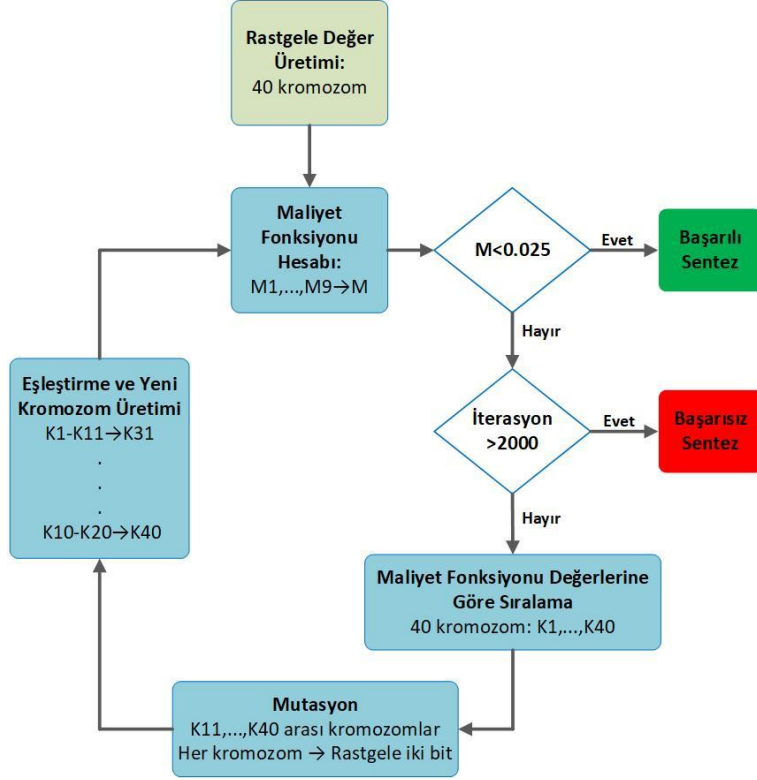 Rastgele Değer
Üretimi:
40 kromozom
Maliyet
Fonksiyonu
Hesabı:
M1,...,M9→M
M<0.025
Evet
Başarılı
Sentez
Hayır
İterasyon
>2000
Evet
Başarısız
Sentez
Hayır
Maliyet Fonksiyonu Değerlerine
Göre Sıralama
40 kromozom: K1,...,K40
Mutasyon
K11,...,K40 arası kromozomlar
Her kromozom → Rastgele iki bit
Eşleştirme ve Yeni
Kromozom Üretimi
K1-K11→K31
.
.
.
K10-K20→K40